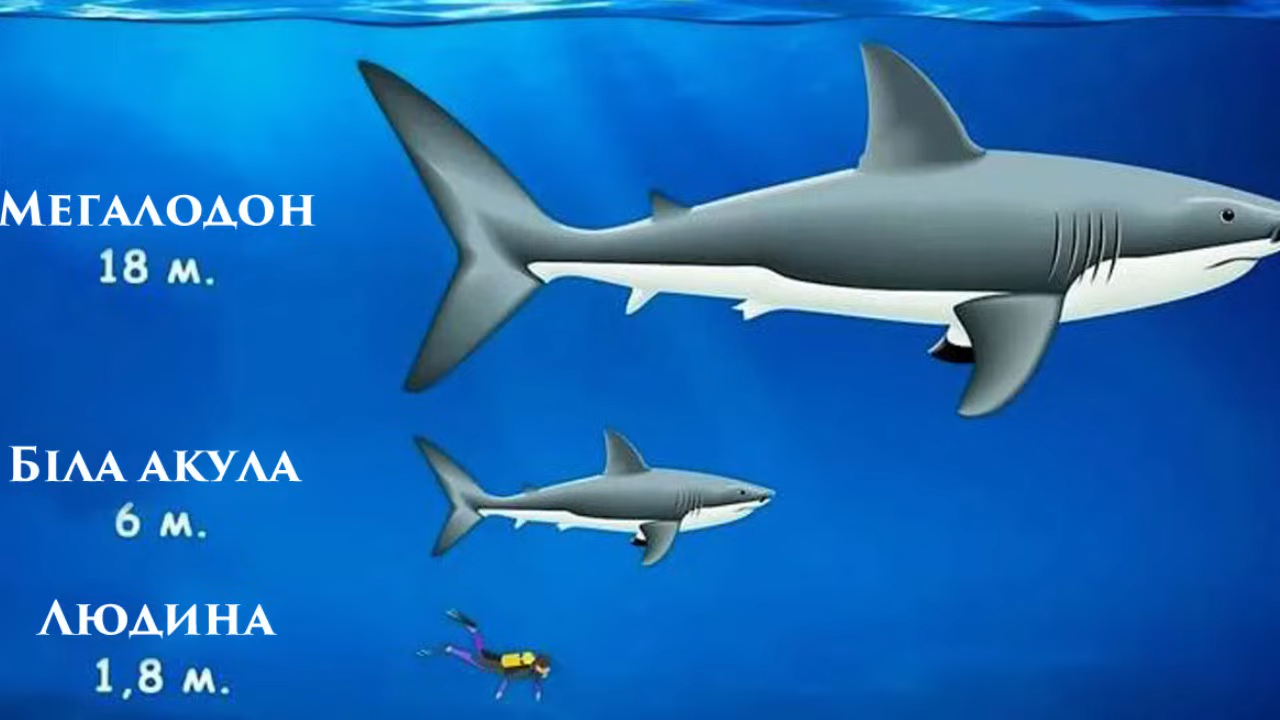 Мегалодон
18 м.
Біла акула
6 м.
Людина
1,8 м.